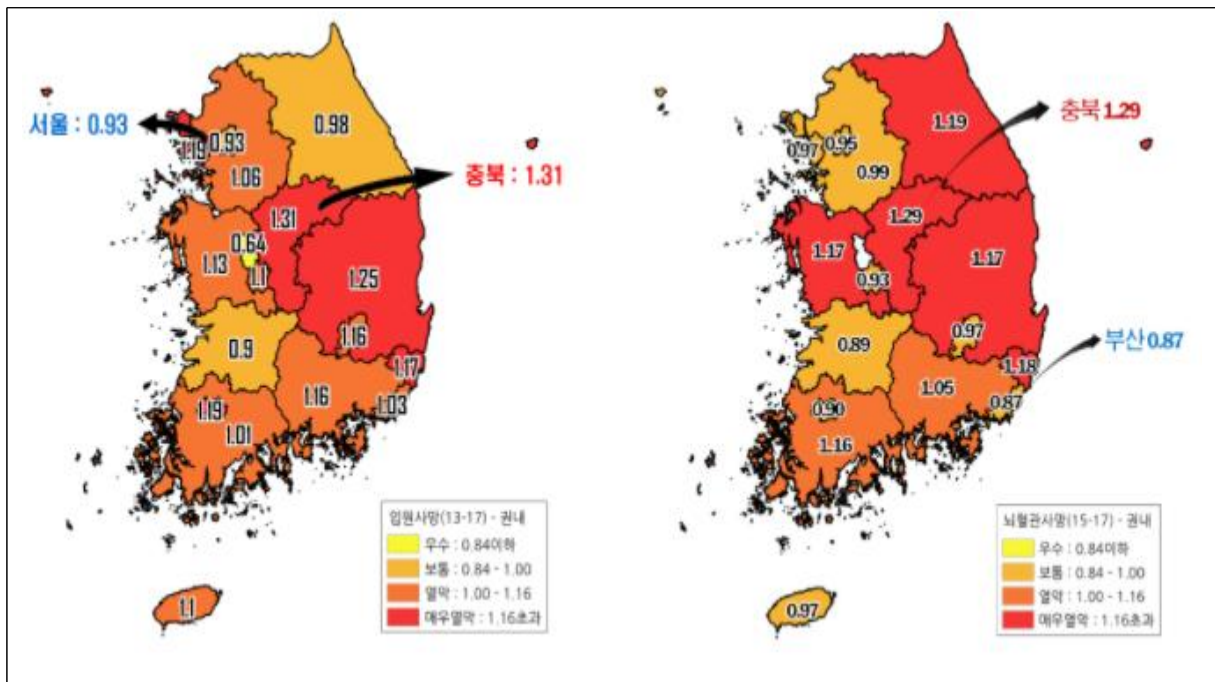 서울 : 0.93
0.98
0.93
1.19
1.06
충북 : 1.31
1.31
0.64
1.13
1.1
1.25
1.16
0.9
1.17
1.16
1.03
1.19
1.01
1.1
입원사망(13-17) - 권내
우수 : 0.84이하
보통 : 0.84 - 1.00
열악 : 1.00 - 1.16
매우열악 : 1.16초과
충북 1.29
1.19
0.95
0.97
0.99
1.29
1.17
0.93
1.17
0.97
부산 0.87
0.89
1.18
1.05
0.87
0.90
1.16
0.97
뇌혈관사망(15-17) - 권내
우수 : 0.84이하
보통 : 0.84 - 1.00
열악 : 1.00 - 1.16
매우열악 : 1.16초과